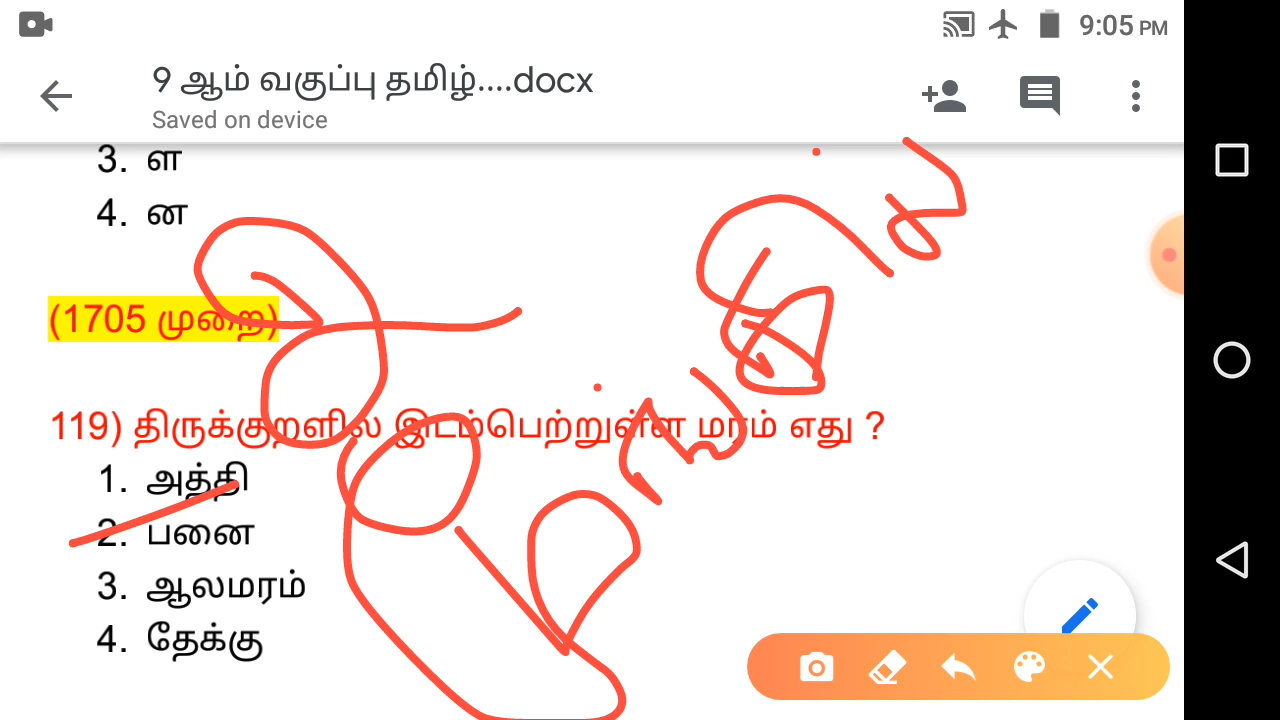 9:05 PM
9 ஆம் வகுப்பு தமிழ்....docx
Saved on device
3. ள
4. ன
(1705 முறை)
119) திருக்குறளில் இடம்பெற்றுள்ள மரம் எது ?
1. அத்தி
2. பனை
3. ஆலமரம்
4. தேக்கு